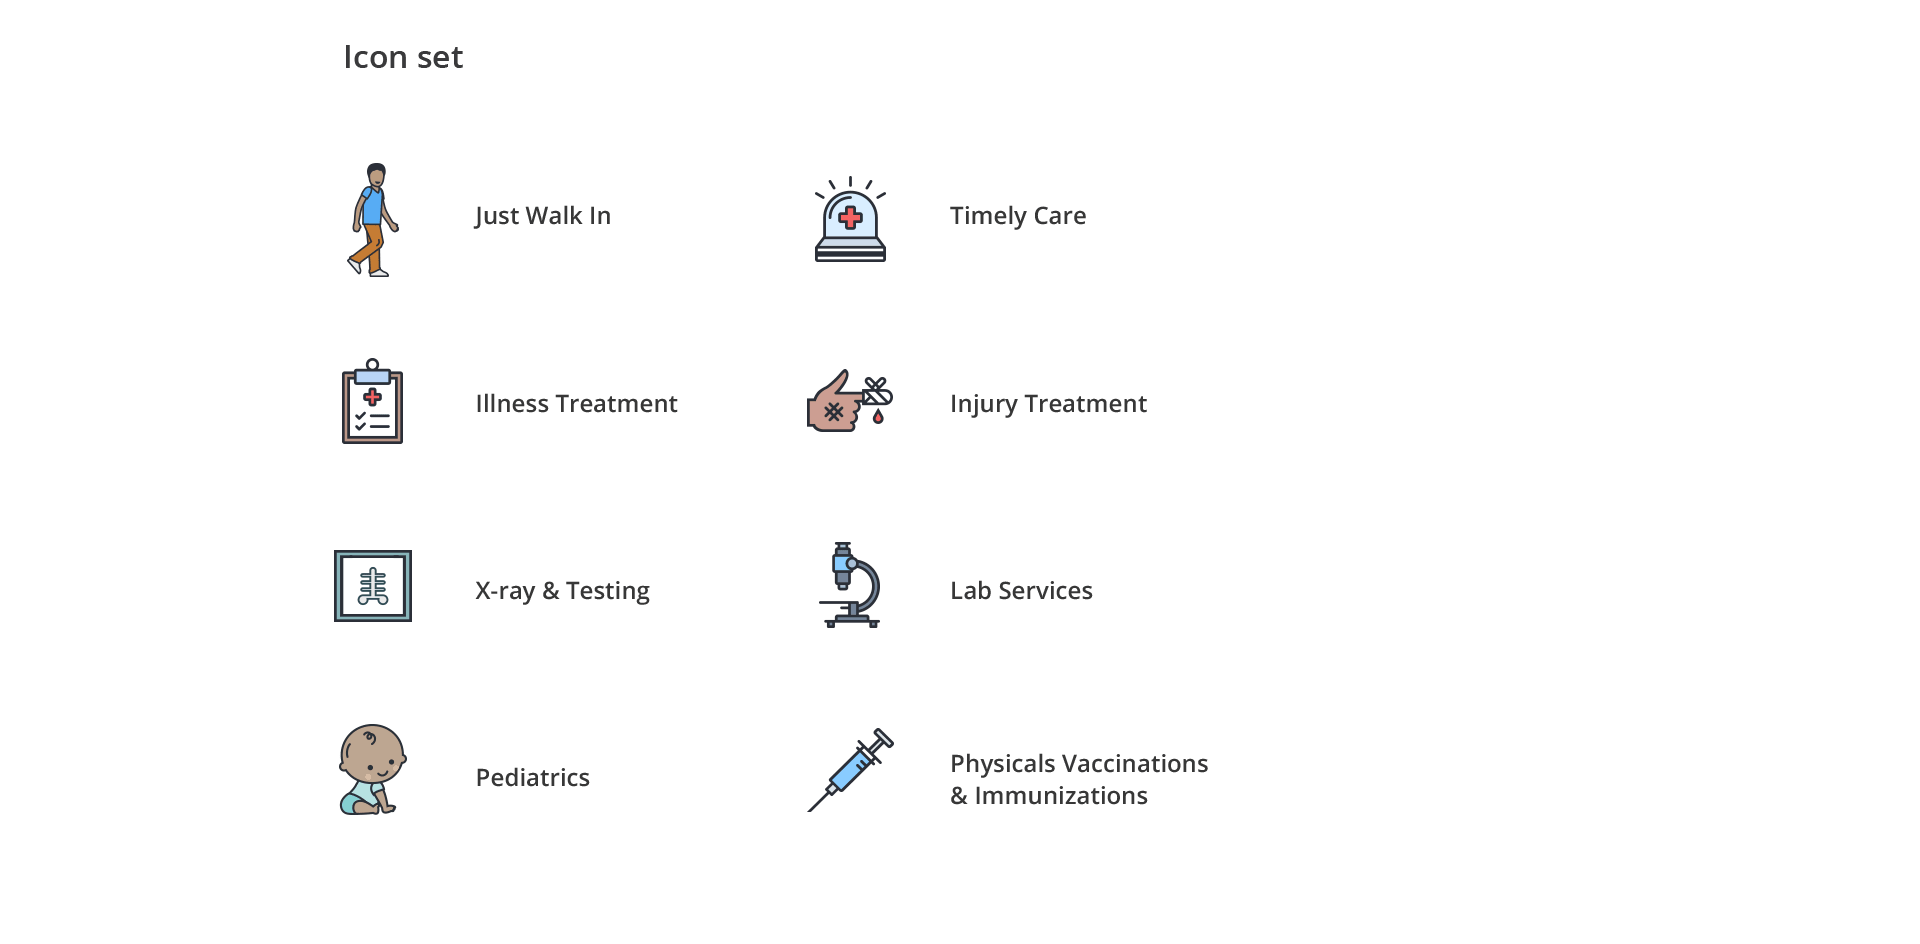 Icon set
Just Walk In
Timely Care
Illness Treatment
Injury Treatment
X-ray & Testing
Lab Services
Pediatrics
Physicals Vaccinations
& Immunizations